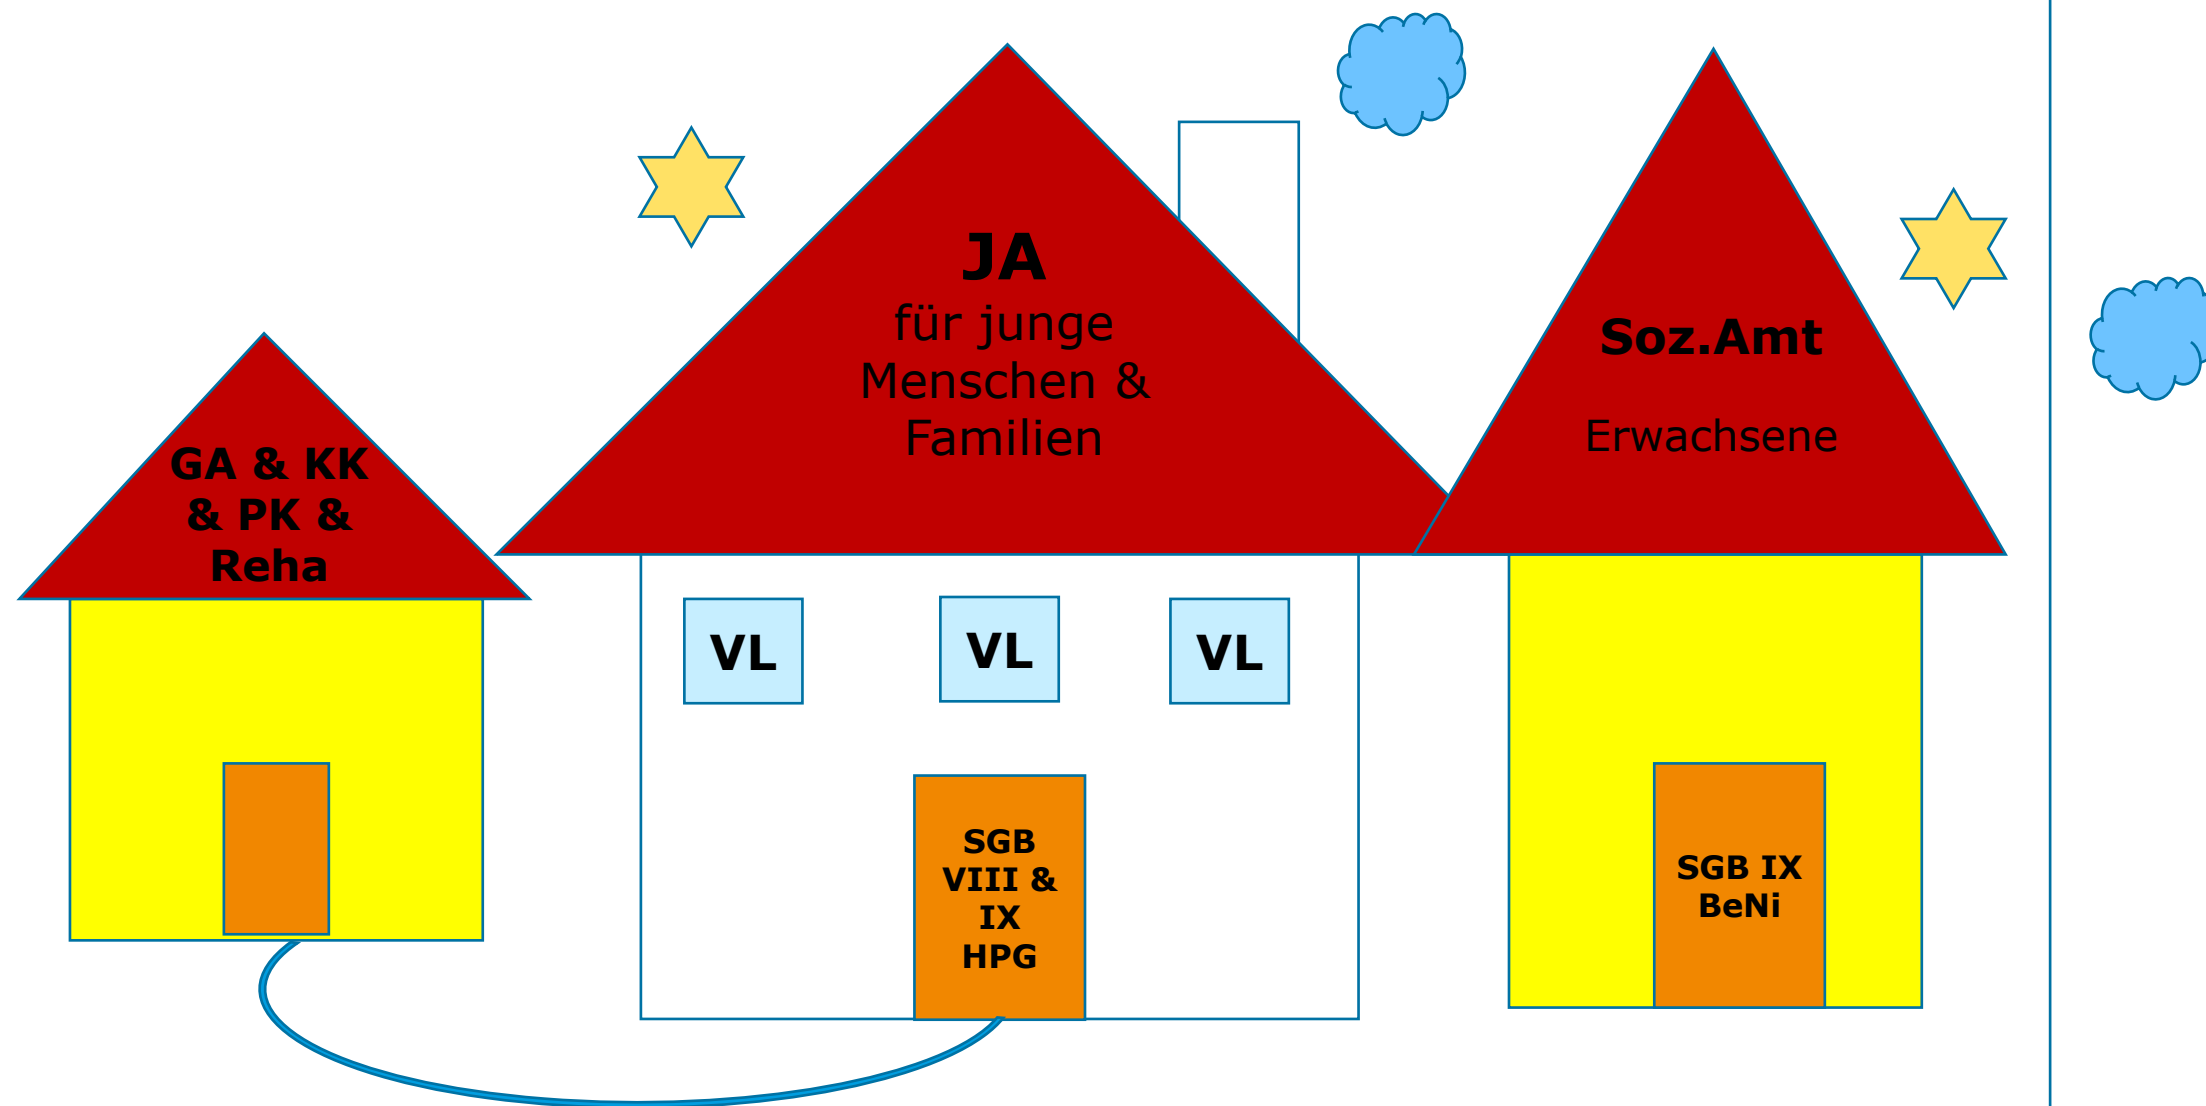 GA & KK
& PK &
Reha
JA
für junge
Menschen &
Familien
VL
VL
VL
SGB
VIII &
IX
HPG
Soz.Amt
Erwachsene
SGB IX
BeNi